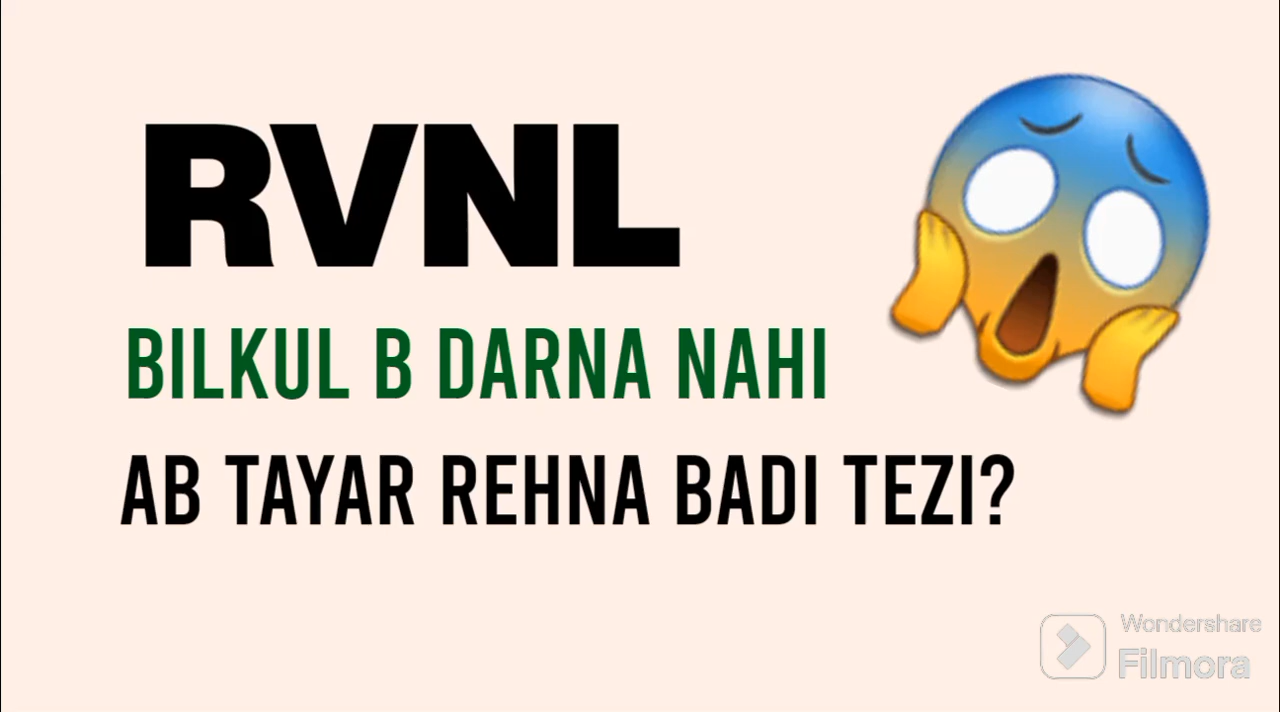 RVNL
BILKUL B DARNA NAHI
AB TAYAR REHNA BADI TEZI?
Wondershare
Filmora